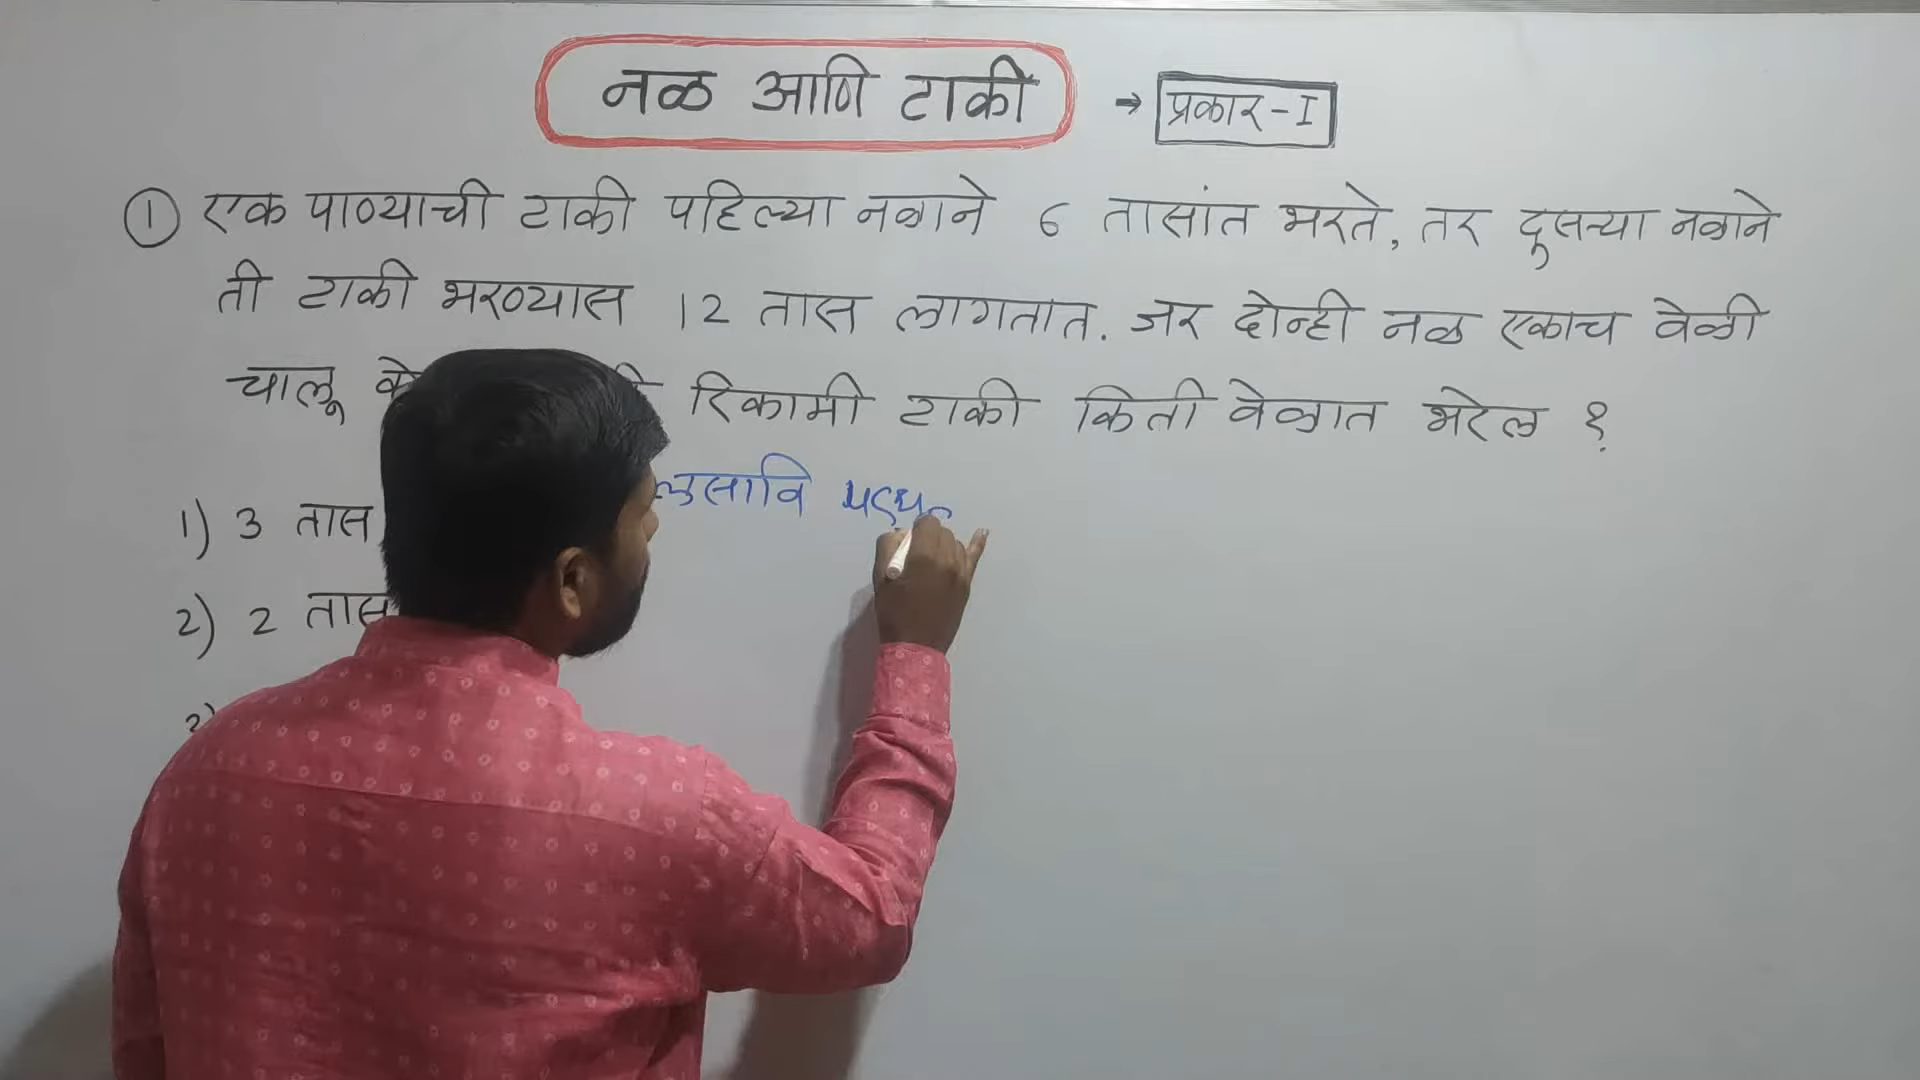 नळ आणि टाकी → प्रकार-I
① एक पाण्याची टाकी पहिल्या नळाने 6 तासांत भरते, तर दुसऱ्या नळाने
ती टाकी भरण्यास 12 तास लागतात. जर दोन्ही नळ एकाच वेळी
चालू रिकामी टाकी किती वेळात भरेल ?
1) 3 तास
2) 2 तास